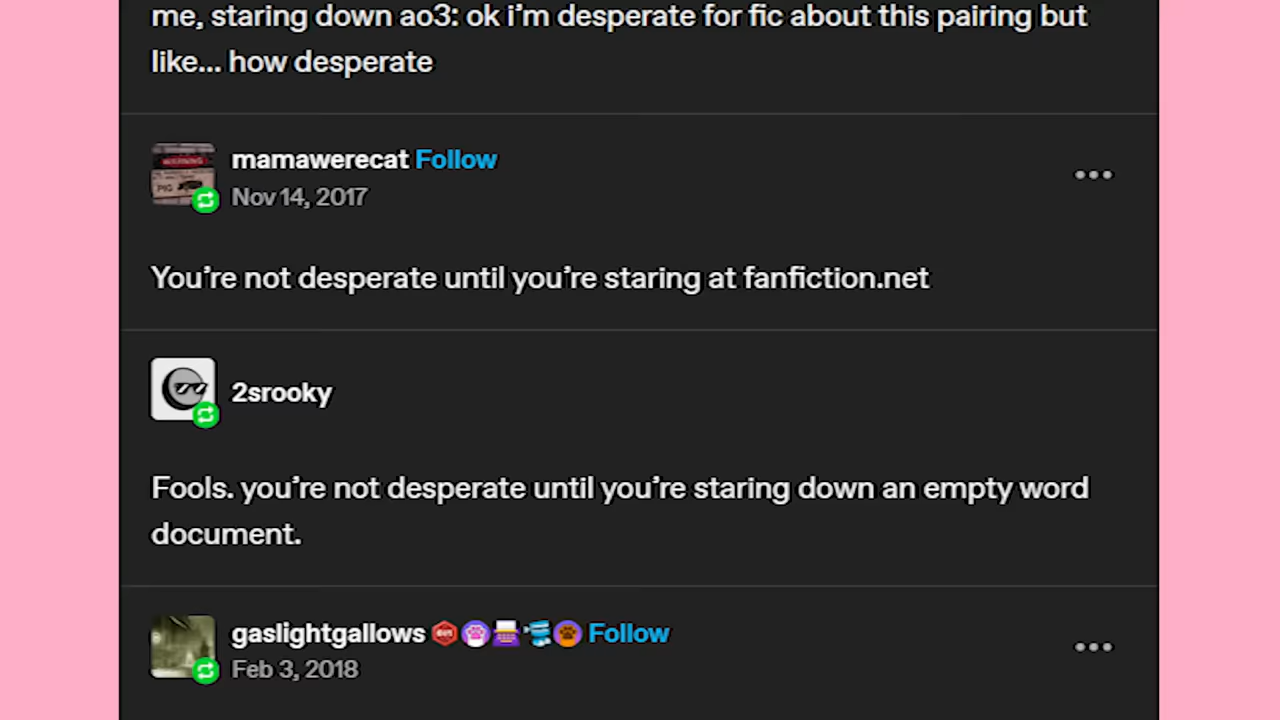 me, staring down ao3: ok i’m desperate for fic about this pairing but
like... how desperate
mamawerecat Follow
Nov 14, 2017
WARNING
PIG
You’re not desperate until you’re staring at fanfiction.net
2srooky
Fools. you’re not desperate until you’re staring down an empty word
document.
gaslightgallows Follow
Feb 3, 2018